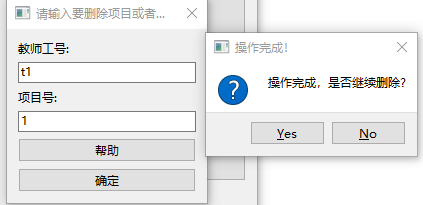 请输入要删除项目或者...
教师工号:
t1
项目号:
1
帮助
确定
操作完成!
操作完成，是否继续删除?
Yes
No